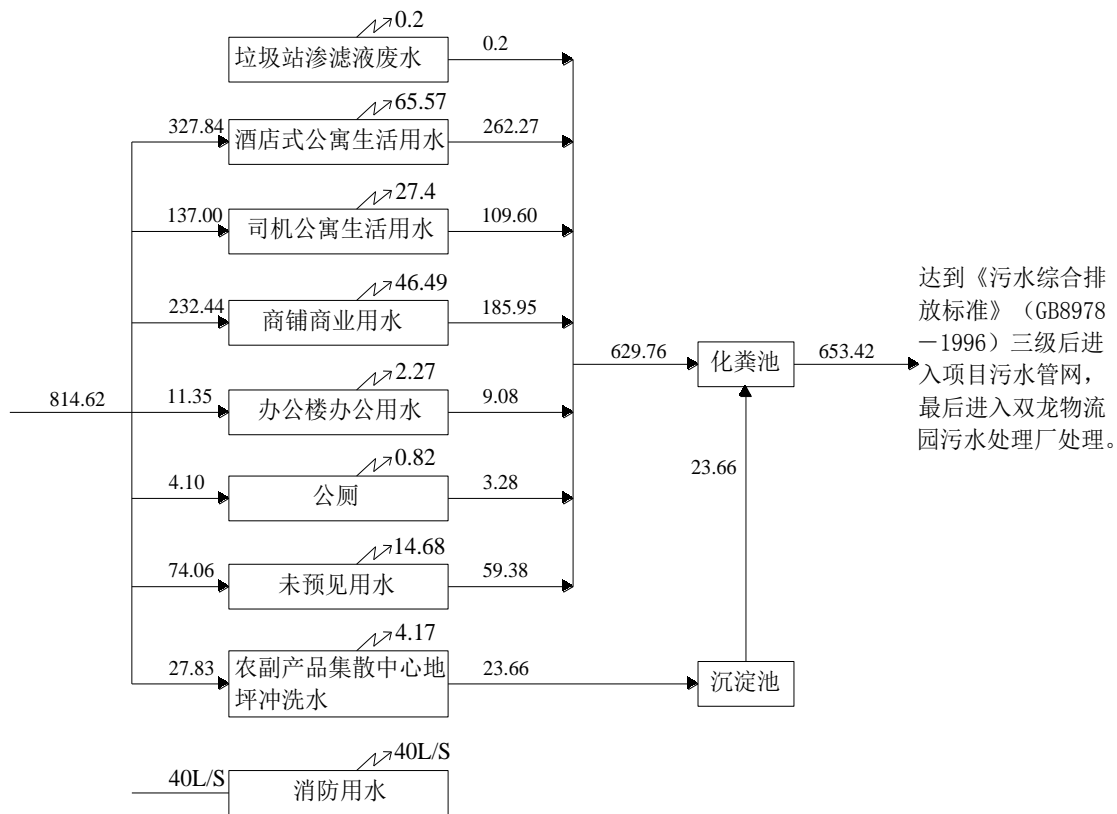 0.2
垃圾站渗滤液废水
0.2
65.57
327.84
酒店式公寓生活用水
262.27
27.4
137.00
司机公寓生活用水
109.60
46.49
232.44
商铺商业用水
185.95
2.27
814.62
11.35
办公楼办公用水
9.08
0.82
4.10
公厕
3.28
14.68
74.06
未预见用水
59.38
4.17
27.83
农副产品集散中心地
坪冲洗水
23.66
40L/S
40L/S
消防用水
629.76
化粪池
653.42
23.66
沉淀池
达到《污水综合排
放标准》（GB8978
－1996）三级后进
入项目污水管网，
最后进入双龙物流
园污水处理厂处理。